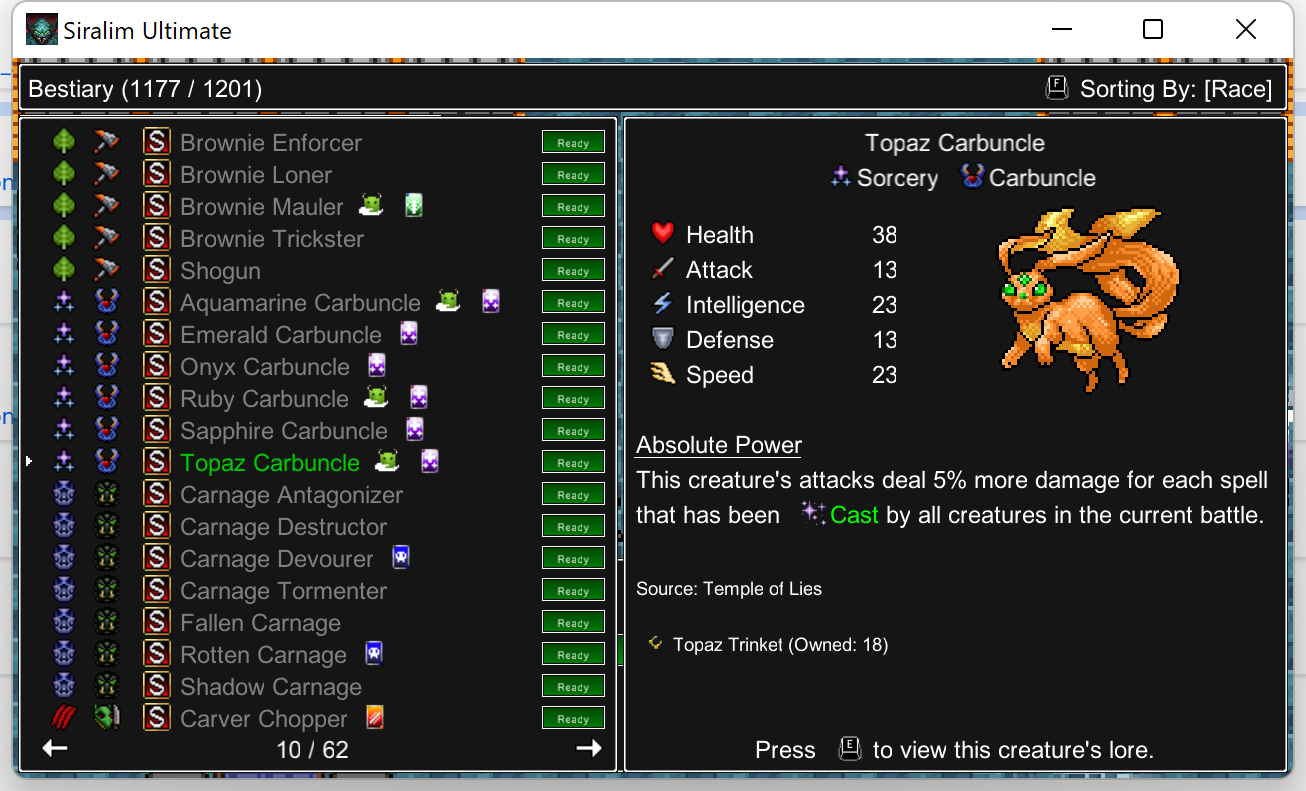 Siralim Ultimate
Bestiary (1177 / 1201)
F Sorting By: [Race]
S Brownie Enforcer Ready
S Brownie Loner Ready
S Brownie Mauler Ready
S Brownie Trickster Ready
S Shogun Ready
S Aquamarine Carbuncle Ready
S Emerald Carbuncle Ready
S Onyx Carbuncle Ready
S Ruby Carbuncle Ready
S Sapphire Carbuncle Ready
S Topaz Carbuncle Ready
S Carnage Antagonizer Ready
S Carnage Destructor Ready
S Carnage Devourer Ready
S Carnage Tormenter Ready
S Fallen Carnage Ready
S Rotten Carnage Ready
S Shadow Carnage Ready
S Carver Chopper Ready
10 / 62
Topaz Carbuncle
Sorcery Carbuncle
Health 38
Attack 13
Intelligence 23
Defense 13
Speed 23
Absolute Power
This creature's attacks deal 5% more damage for each spell
that has been Cast by all creatures in the current battle.
Source: Temple of Lies
Topaz Trinket (Owned: 18)
Press E to view this creature's lore.